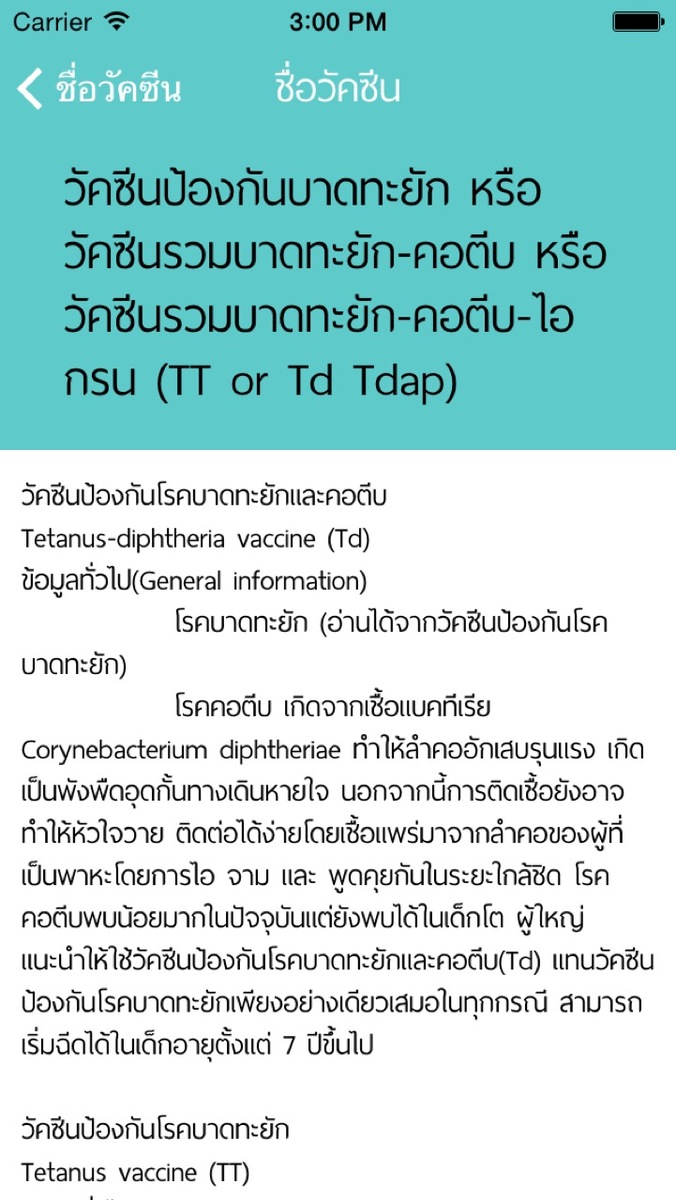 Carrier 3:00 PM
ชื่อวัคซีน ชื่อวัคซีน
วัคซีนป้องกันบาดทะยัก หรือ
วัคซีนรวมบาดทะยัก-คอตีบ หรือ
วัคซีนรวมบาดทะยัก-คอตีบ-ไอ
กรน (TT or Td Tdap)
วัคซีนป้องกันโรคบาดทะยักและคอตีบ
Tetanus-diphtheria vaccine (Td)
ข้อมูลทั่วไป(General information)
โรคบาดทะยัก (อ่านได้จากวัคซีนป้องกันโรค
บาดทะยัก)
โรคคอตีบ เกิดจากเชื้อแบคทีเรีย
Corynebacterium diphtheriae ทำให้ลำคออักเสบรุนแรง เกิด
เป็นพังพืดอุดกั้นทางเดินหายใจ นอกจากนี้การติดเชื้อยังอาจ
ทำให้หัวใจวาย ติดต่อได้ง่ายโดยเชื้อแพร่มาจากลำคอของผู้ที่
เป็นพาหะโดยการไอ จาม และ พูดคุยกันในระยะใกล้ชิด โรค
คอตีบพบน้อยมากในปัจจุบันแต่ยังพบได้ในเด็กโต ผู้ใหญ่
แนะนำให้ใช้วัคซีนป้องกันโรคบาดทะยักและคอตีบ(Td) แทนวัคซีน
ป้องกันโรคบาดทะยักเพียงอย่างเดียวเสมอในทุกกรณี สามารถ
เริ่มฉีดได้ในเด็กอายุตั้งแต่ 7 ปีขึ้นไป
วัคซีนป้องกันโรคบาดทะยัก
Tetanus vaccine (TT)